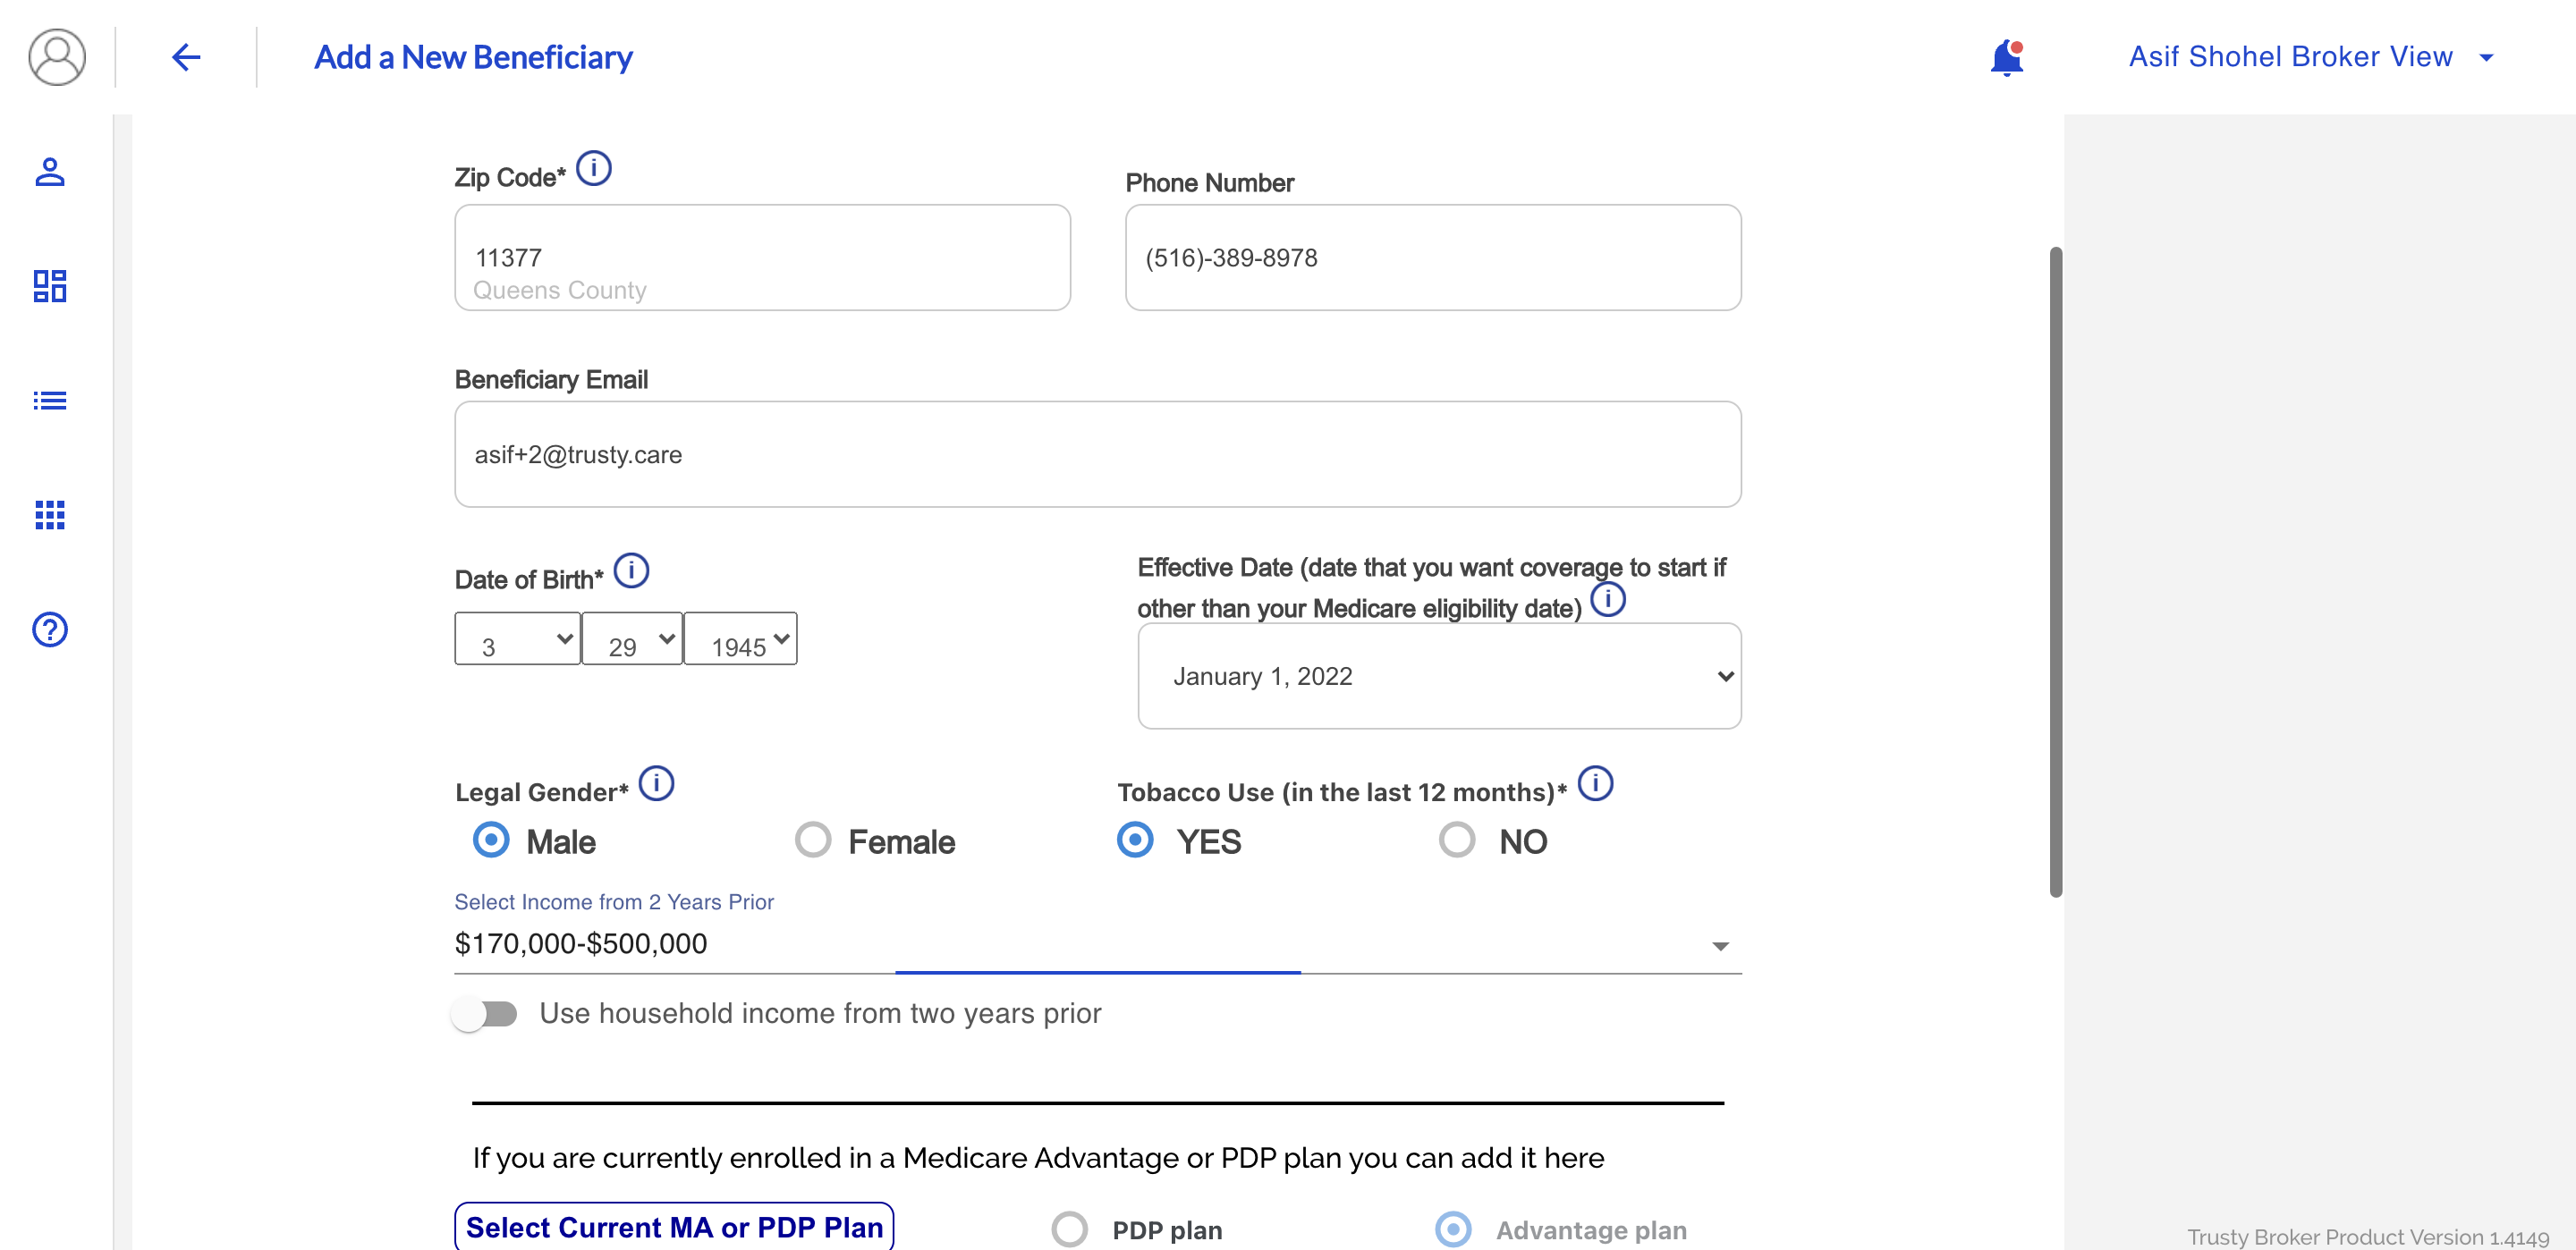 Add a New Beneficiary
Asif Shohel Broker View
Zip Code*
Phone Number
11377
Queens County
(516)-389-8978
Beneficiary Email
asif+2@trusty.care
Date of Birth*
Effective Date (date that you want coverage to start if
other than your Medicare eligibility date)
3
29
1945
January 1, 2022
Legal Gender*
Tobacco Use (in the last 12 months)*
Male
Female
YES
NO
Select Income from 2 Years Prior
$170,000-$500,000
Use household income from two years prior
If you are currently enrolled in a Medicare Advantage or PDP plan you can add it here
Select Current MA or PDP Plan
PDP plan
Advantage plan
Trusty Broker Product Version 1.4149